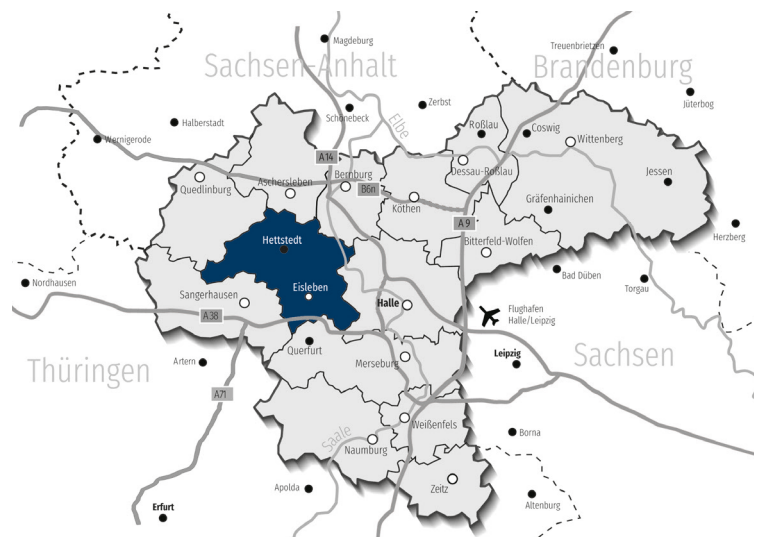 Magdeburg
Treuenbrietzen
Sachsen-Anhalt
Brandenburg
Jüterbog
Zerbst
Schönebeck
Halberstadt
Elbe
Roßlau
Coswig
Wernigerode
Wittenberg
A14
Bernburg
Dessau-Roßlau
Jessen
Quedlinburg
Aschersleben
B6n
Köthen
Gräfenhainichen
A 9
Herzberg
Hettstedt
Bitterfeld-Wolfen
Bad Düben
Nordhausen
Torgau
Eisleben
Sangerhausen
Halle
Flughafen
Halle/Leipzig
A38
Querfurt
Leipzig
Sachsen
Artern
Merseburg
Thüringen
A71
Weißenfels
Saale
Borna
Naumburg
Apolda
Zeitz
Altenburg
Erfurt